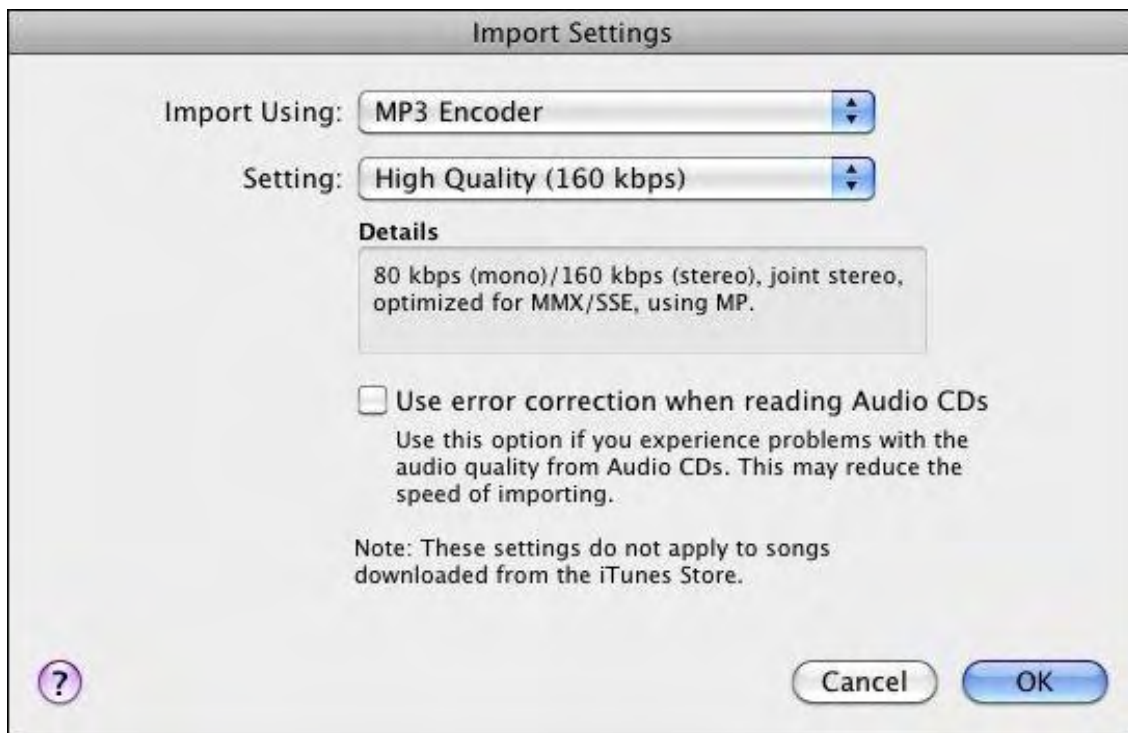 Import Settings
Import Using: MP3 Encoder
Setting: High Quality (160 kbps)
Details
80 kbps (mono)/160 kbps (stereo), joint stereo,
optimized for MMX/SSE, using MP.
Use error correction when reading Audio CDs
Use this option if you experience problems with the
audio quality from Audio CDs. This may reduce the
speed of importing.
Note: These settings do not apply to songs
downloaded from the iTunes Store.
? Cancel OK